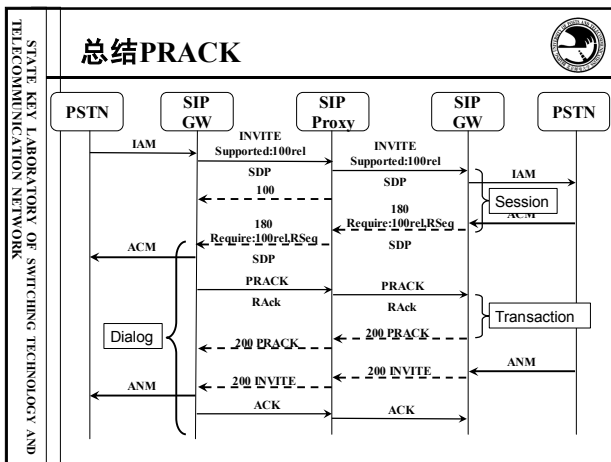 STATE KEY LABORATORY OF SWITCHING TECHNOLOGY AND
TELECOMMUNICATION NETWORK
总结PRACK
PSTN
SIP
GW
SIP
Proxy
SIP
GW
PSTN
IAM
INVITE
Supported:100rel
SDP
INVITE
Supported:100rel
SDP
IAM
100
Session
180
Require:100rel,RSeq
SDP
ACM
180
Require:100rel,RSeq
SDP
ACM
PRACK
RAck
PRACK
RAck
Transaction
Dialog
200 PRACK
200 PRACK
ANM
200 INVITE
200 INVITE
ANM
ACK
ACK